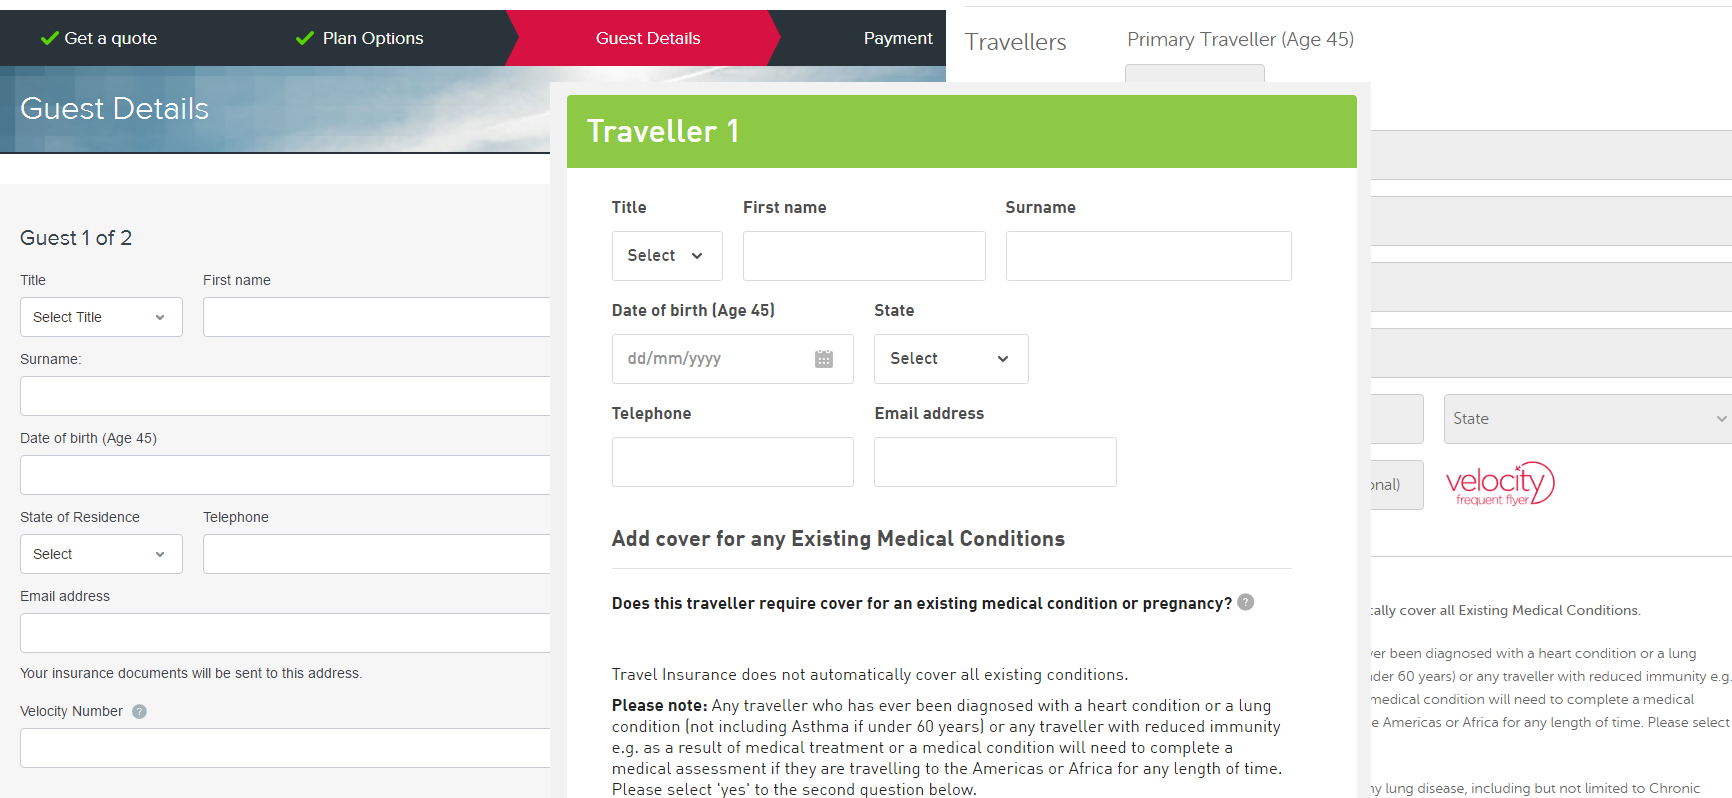 Get a quote
Plan Options
Guest Details
Payment
Guest Details
Guest 1 of 2
Title
First name
Select Title
Surname:
Date of birth (Age 45)
State of Residence
Telephone
Select
Email address
Your insurance documents will be sent to this address.
Velocity Number ?
Traveller 1
Title
First name
Surname
Select
Date of birth (Age 45)
State
dd/mm/yyyy
Select
Telephone
Email address
Add cover for any Existing Medical Conditions
Does this traveller require cover for an existing medical condition or pregnancy? ?
Travel Insurance does not automatically cover all existing conditions.
Please note: Any traveller who has ever been diagnosed with a heart condition or a lung
condition (not including Asthma if under 60 years) or any traveller with reduced immunity
e.g. as a result of medical treatment or a medical condition will need to complete a
medical assessment if they are travelling to the Americas or Africa for any length of time.
Please select 'yes' to the second question below.
Travellers
Primary Traveller (Age 45)
State
onal)
velocity
frequent flyer
cally cover all Existing Medical Conditions.
ver been diagnosed with a heart condition or a lung
der 60 years) or any traveller with reduced immunity e.g.
medical condition will need to complete a medical
e Americas or Africa for any length of time. Please select
ny lung disease, including but not limited to Chronic